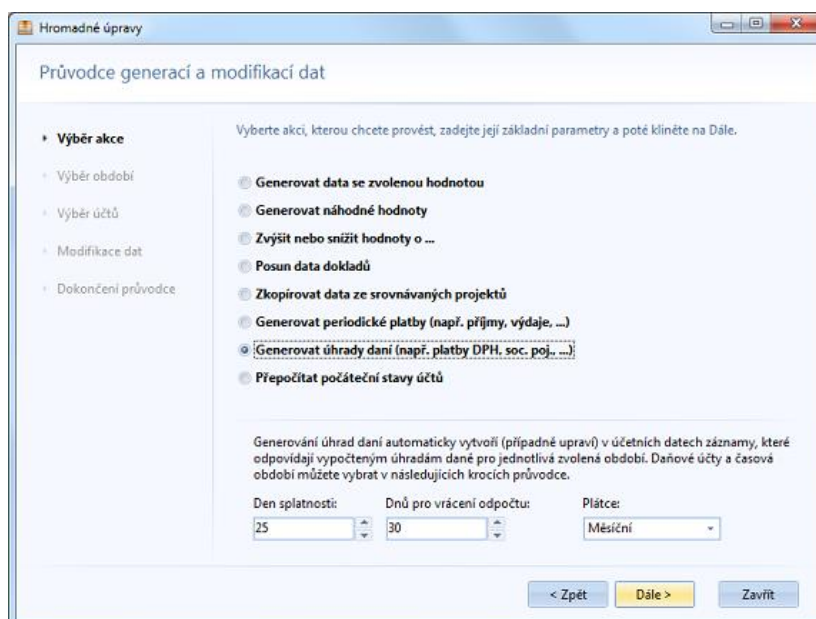 Hromadné úpravy
Průvodce generací a modifikací dat
Výběr akce
Výběr období
Výběr účtů
Modifikace dat
Dokončení průvodce
Vyberte akci, kterou chcete provést, zadejte její základní parametry a poté kliněte na Dále.
Generovat data se zvolenou hodnotou
Generovat náhodné hodnoty
Zvýšit nebo snížit hodnoty o ...
Posun data dokladů
Zkopírovat data ze srovnávaných projektů
Generovat periodické platby (např. příjmy, výdaje, ...)
Generovat úhrady daní (např. platby DPH, soc. poj., ...)
Přepočítat počáteční stavy účtů
Generování úhrad daní automaticky vytvoří (případně upraví) v účetních datech záznamy, které
odpovídají vypočteným úhradám dané pro jednotlivá zvolená období. Daňové účty a časová
období můžete vybrat v následujících krocích průvodce.
Den splatnosti: Dnů pro vrácení odpočtu: Plátce:
25 30 Měsíční
< Zpět Dále > Zavřít